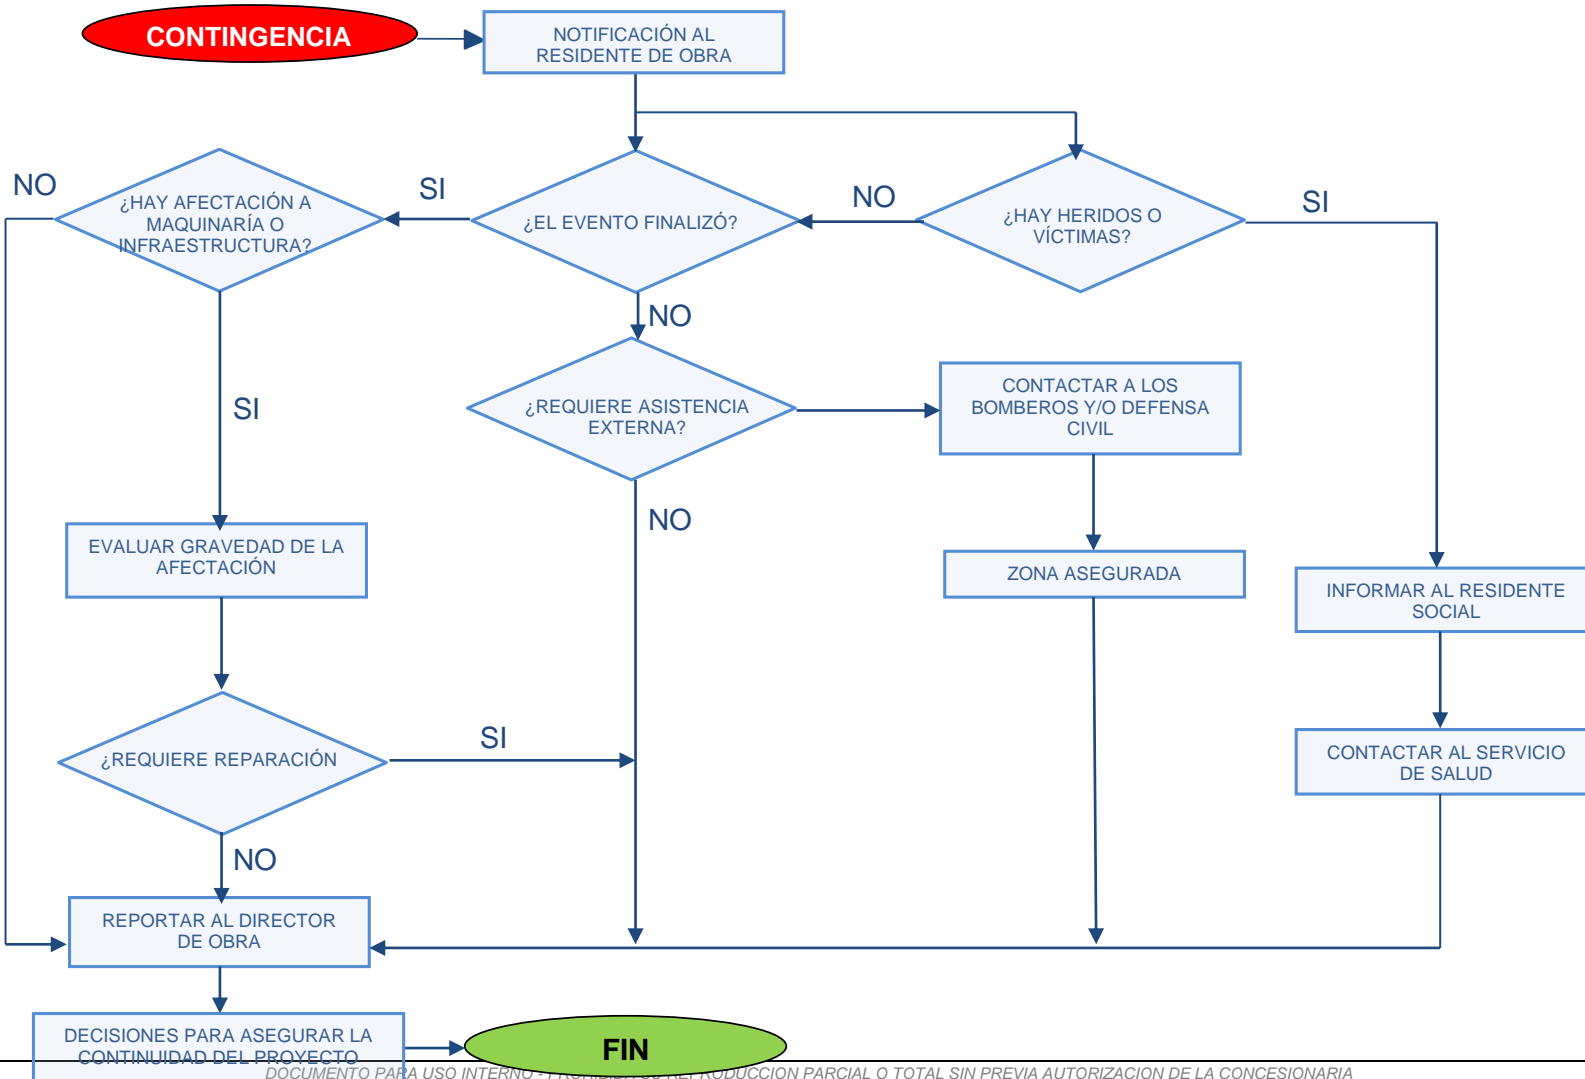 CONTINGENCIA
NOTIFICACIÓN AL
RESIDENTE DE OBRA
NO
¿HAY AFECTACIÓN A
MAQUINARÍA O
INFRAESTRUCTURA?
SI
¿EL EVENTO FINALIZÓ?
NO
¿HAY HERIDOS O
VÍCTIMAS?
SI
NO
SI
¿REQUIERE ASISTENCIA
EXTERNA?
CONTACTAR A LOS
BOMBEROS Y/O DEFENSA
CIVIL
NO
EVALUAR GRAVEDAD DE LA
AFECTACIÓN
ZONA ASEGURADA
INFORMAR AL RESIDENTE
SOCIAL
¿REQUIERE REPARACIÓN
SI
CONTACTAR AL SERVICIO
DE SALUD
NO
REPORTAR AL DIRECTOR
DE OBRA
DECISIONES PARA ASEGURAR LA
CONTINUIDAD DEL PROYECTO
FIN
DOCUMENTO PARA USO INTERNO - PROHIBIDA SU REPRODUCCION PARCIAL O TOTAL SIN PREVIA AUTORIZACION DE LA CONCESIONARIA